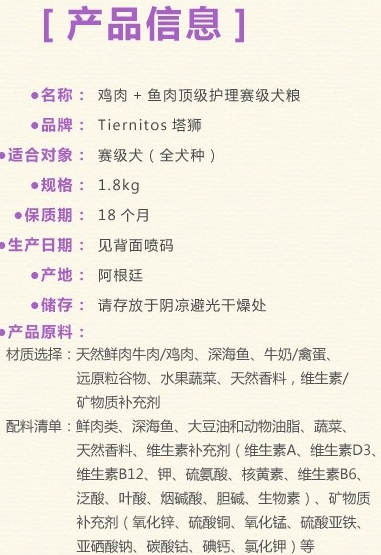 [ 产品信息 ]
●名称： 鸡肉 + 鱼肉顶级护理赛级犬粮
●品牌： Tiernitos 塔狮
●适合对象： 赛级犬（全犬种）
●规格： 1.8kg
●保质期： 18 个月
●生产日期： 见背面喷码
●产地： 阿根廷
●储存： 请存放于阴凉避光干燥处
●产品原料：
材质选择：天然鲜肉牛肉/鸡肉、深海鱼、牛奶/禽蛋、
远原粒谷物、水果蔬菜、天然香料，维生素/
矿物质补充剂
配料清单：鲜肉类、深海鱼、大豆油和动物油脂、蔬菜、
天然香料、维生素补充剂（维生素A、维生素D3、
维生素B12、钾、硫氨酸、核黄素、维生素B6、
泛酸、叶酸、烟碱酸、胆碱、生物素）、矿物质
补充剂（氧化锌、硫酸铜、氧化锰、硫酸亚铁、
亚硒酸钠、碳酸钴、碘钙、氯化钾）等